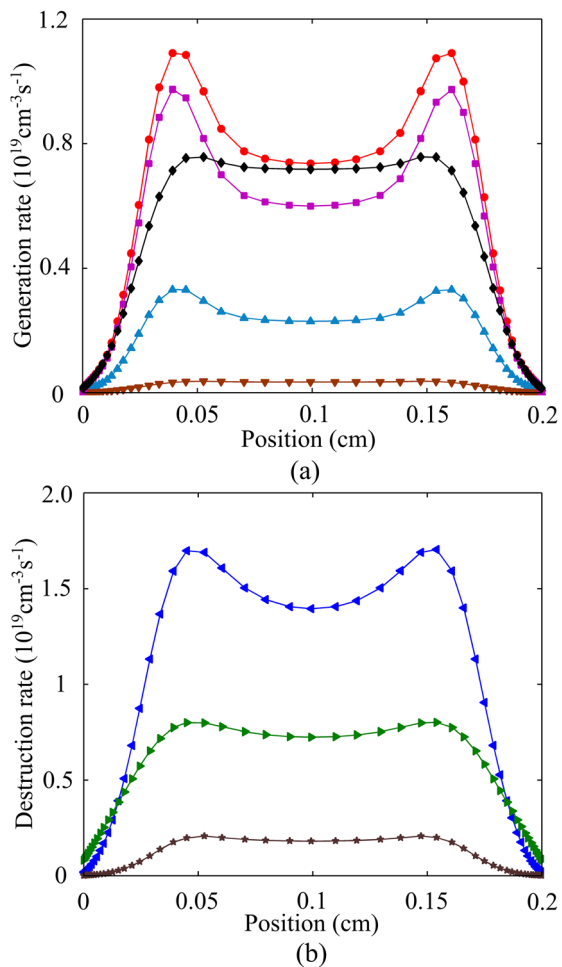 1.2
0.8
0.4
0
Generation rate (10¹⁹cm⁻³s⁻¹)
0 0.05 0.1 0.15 0.2
Position (cm)
(a)
2.0
1.5
1
0.5
0
Destruction rate (10¹⁹cm⁻³s⁻¹)
0 0.05 0.1 0.15 0.2
Position (cm)
(b)